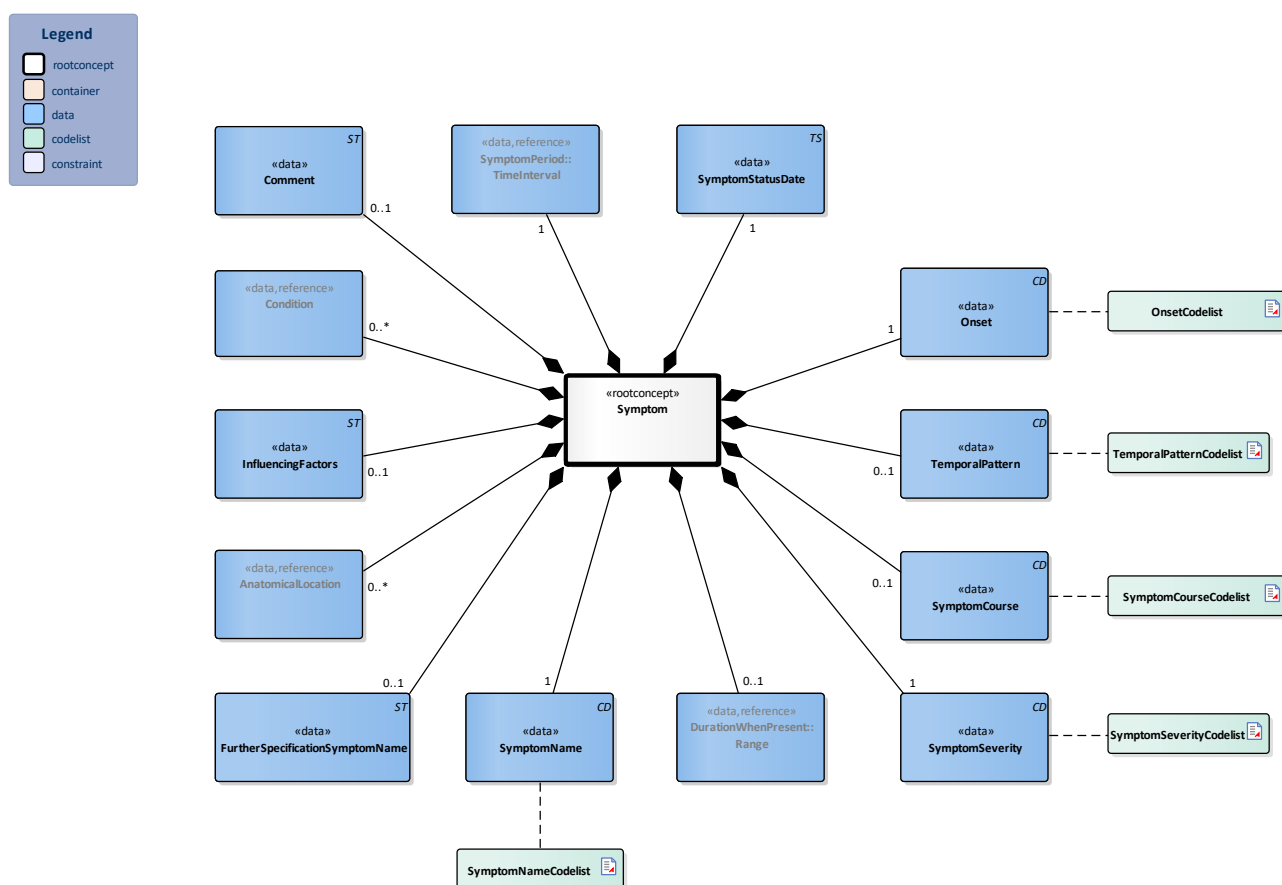 Legend
rootconcept
container
data
codelist
constraint
ST
«data»
Comment
0..1
«data,reference»
SymptomPeriod::
TimeInterval
1
TS
«data»
SymptomStatusDate
1
«data,reference»
Condition
0..*
CD
«data»
Onset
1
OnsetCodelist
«rootconcept»
Symptom
ST
«data»
InfluencingFactors
0..1
CD
«data»
TemporalPattern
0..1
TemporalPatternCodelist
«data,reference»
AnatomicalLocation
0..*
CD
«data»
SymptomCourse
0..1
SymptomCourseCodelist
0..1
ST
«data»
FurtherSpecificationSymptomName
1
CD
«data»
SymptomName
0..1
«data,reference»
DurationWhenPresent::
Range
1
CD
«data»
SymptomSeverity
SymptomSeverityCodelist
SymptomNameCodelist